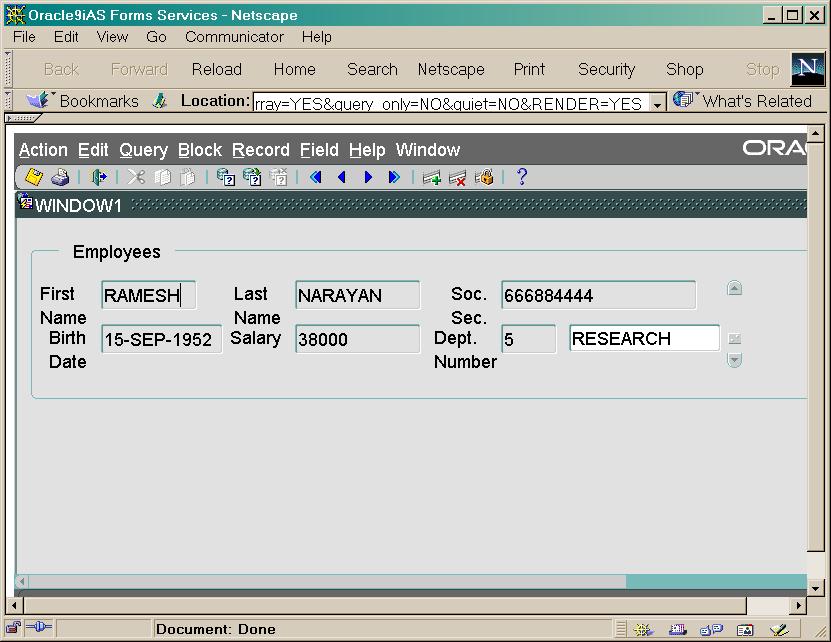 Oracle9iAS Forms Services - Netscape
File Edit View Go Communicator Help
Back Forward Reload Home Search Netscape Print Security Shop Stop N
Bookmarks Location: rray=YES&query_only=NO&quiet=NO&RENDER=YES What's Related
Action Edit Query Block Record Field Help Window ORA
WINDOW1
Employees
First Name RAMESH Last Name NARAYAN Soc. Sec. 666884444
Birth Date 15-SEP-1952 Salary 38000 Dept. Number 5 RESEARCH
Document: Done